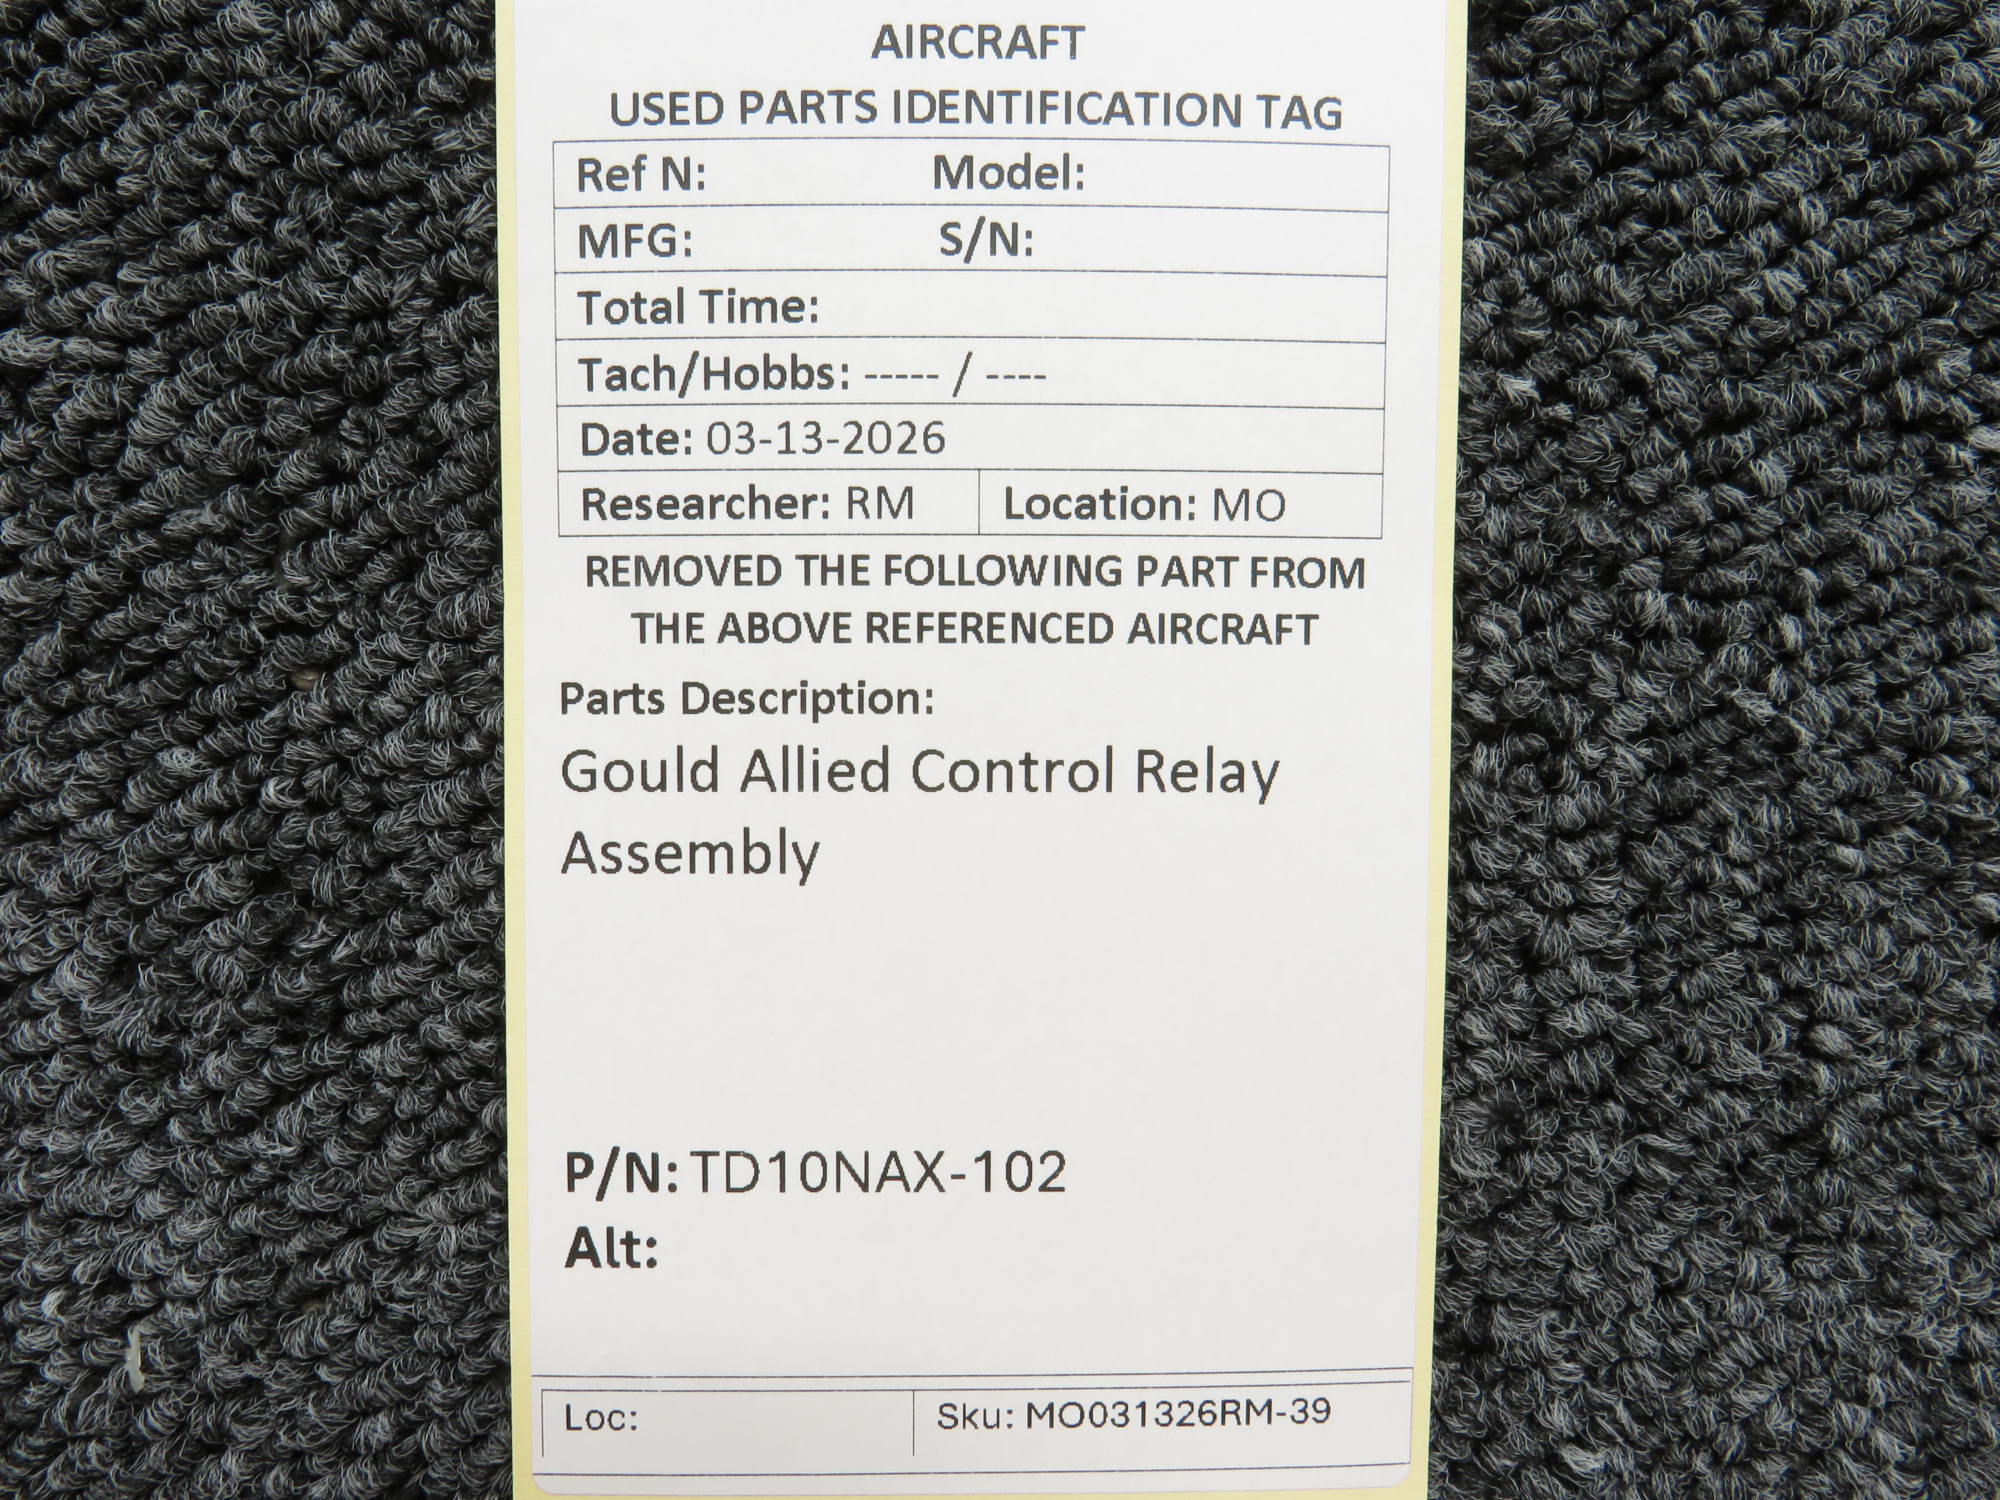 AIRCRAFT
USED PARTS IDENTIFICATION TAG
Ref N: Model:
MFG: S/N:
Total Time:
Tach/Hobbs: ----- / ----
Date: 03-13-2026
Researcher: RM Location: MO
REMOVED THE FOLLOWING PART FROM
THE ABOVE REFERENCED AIRCRAFT
Parts Description:
Gould Allied Control Relay
Assembly
P/N: TD10NAX-102
Alt:
Loc: Sku: MO031326RM-39